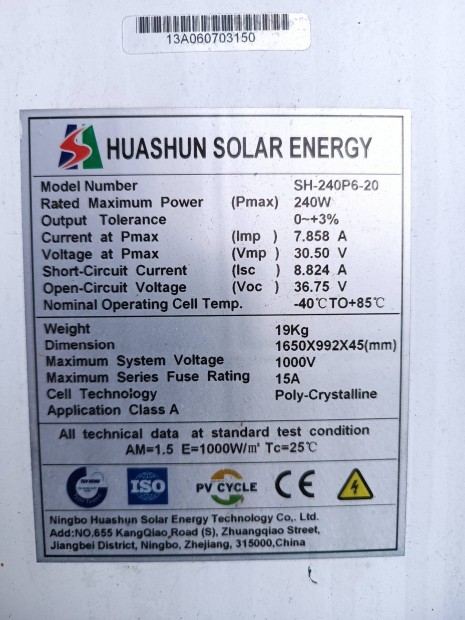 13A060703150
HUASHUN SOLAR ENERGY
Model Number SH-240P6-20
Rated Maximum Power (Pmax) 240W
Output Tolerance 0~+3%
Current at Pmax (Imp ) 7.858 A
Voltage at Pmax (Vmp ) 30.50 V
Short-Circuit Current (Isc ) 8.824 A
Open-Circuit Voltage (Voc ) 36.75 V
Nominal Operating Cell Temp. -40℃TO+85℃
Weight 19Kg
Dimension 1650X992X45(mm)
Maximum System Voltage 1000V
Maximum Series Fuse Rating 15A
Cell Technology Poly-Crystalline
Application Class A
All technical data at standard test condition
AM=1.5 E=1000W/㎡ Tc=25℃
ISO PV CYCLE CE
Ningbo Huashun Solar Energy Technology Co,. Ltd.
Add:NO.655 KangQiao Road (S), Zhuangqiao Street,
Jiangbei District, Ningbo, Zhejiang, 315000,China